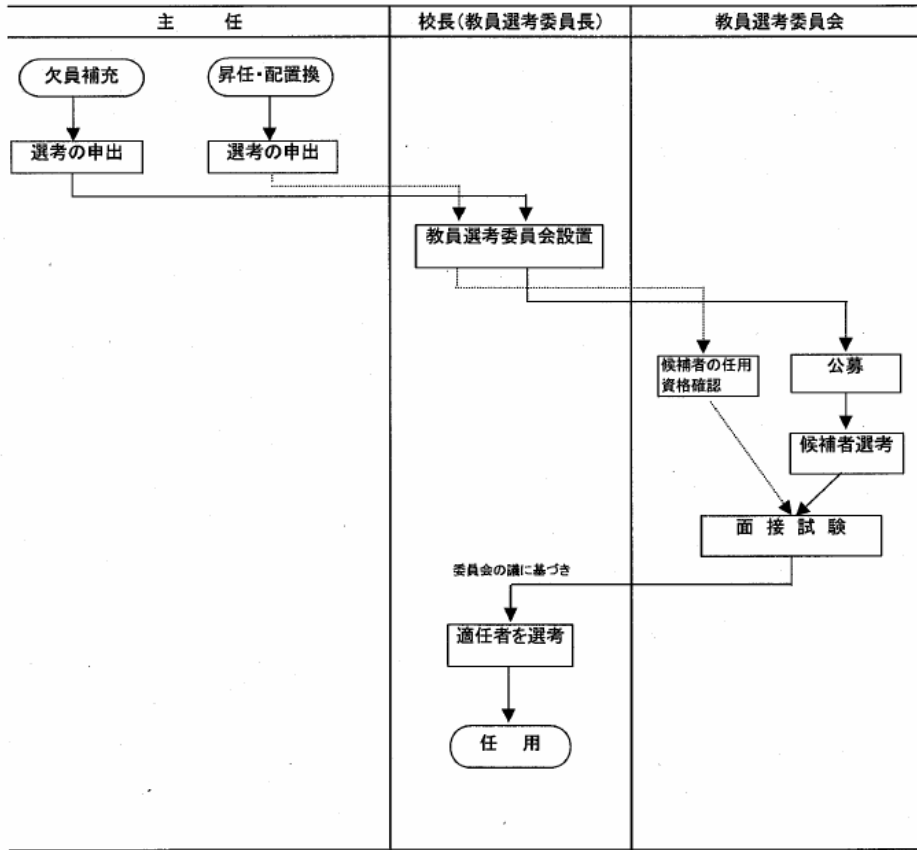 主 任
校長(教員選考委員長)
教員選考委員会
欠員補充
昇任・配置換
選考の申出
選考の申出
教員選考委員会設置
候補者の任用
資格確認
公募
候補者選考
面 接 試 験
委員会の議に基づき
適任者を選考
任 用